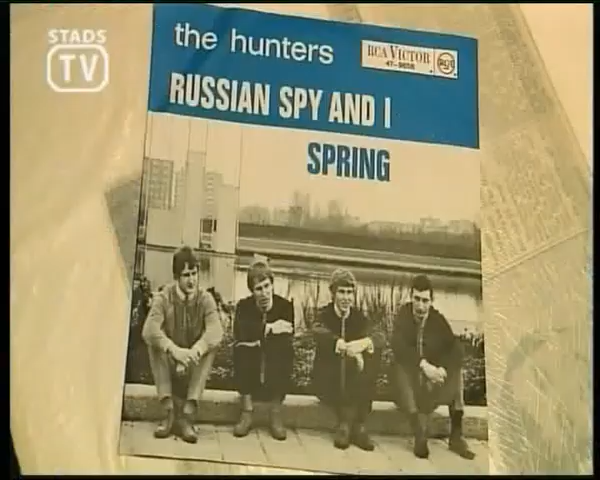 STADS
TV
the hunters
RCA VICTOR
RUSSIAN SPY AND I
SPRING